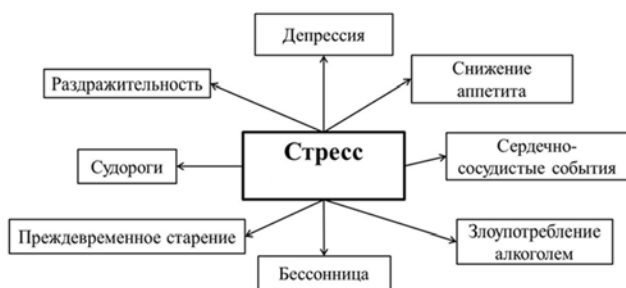 Депрессия
Раздражительность
Снижение
аппетита
Стресс
Судороги
Сердечно-
сосудистые события
Преждевременное старение
Злоупотребление
алкоголем
Бессонница